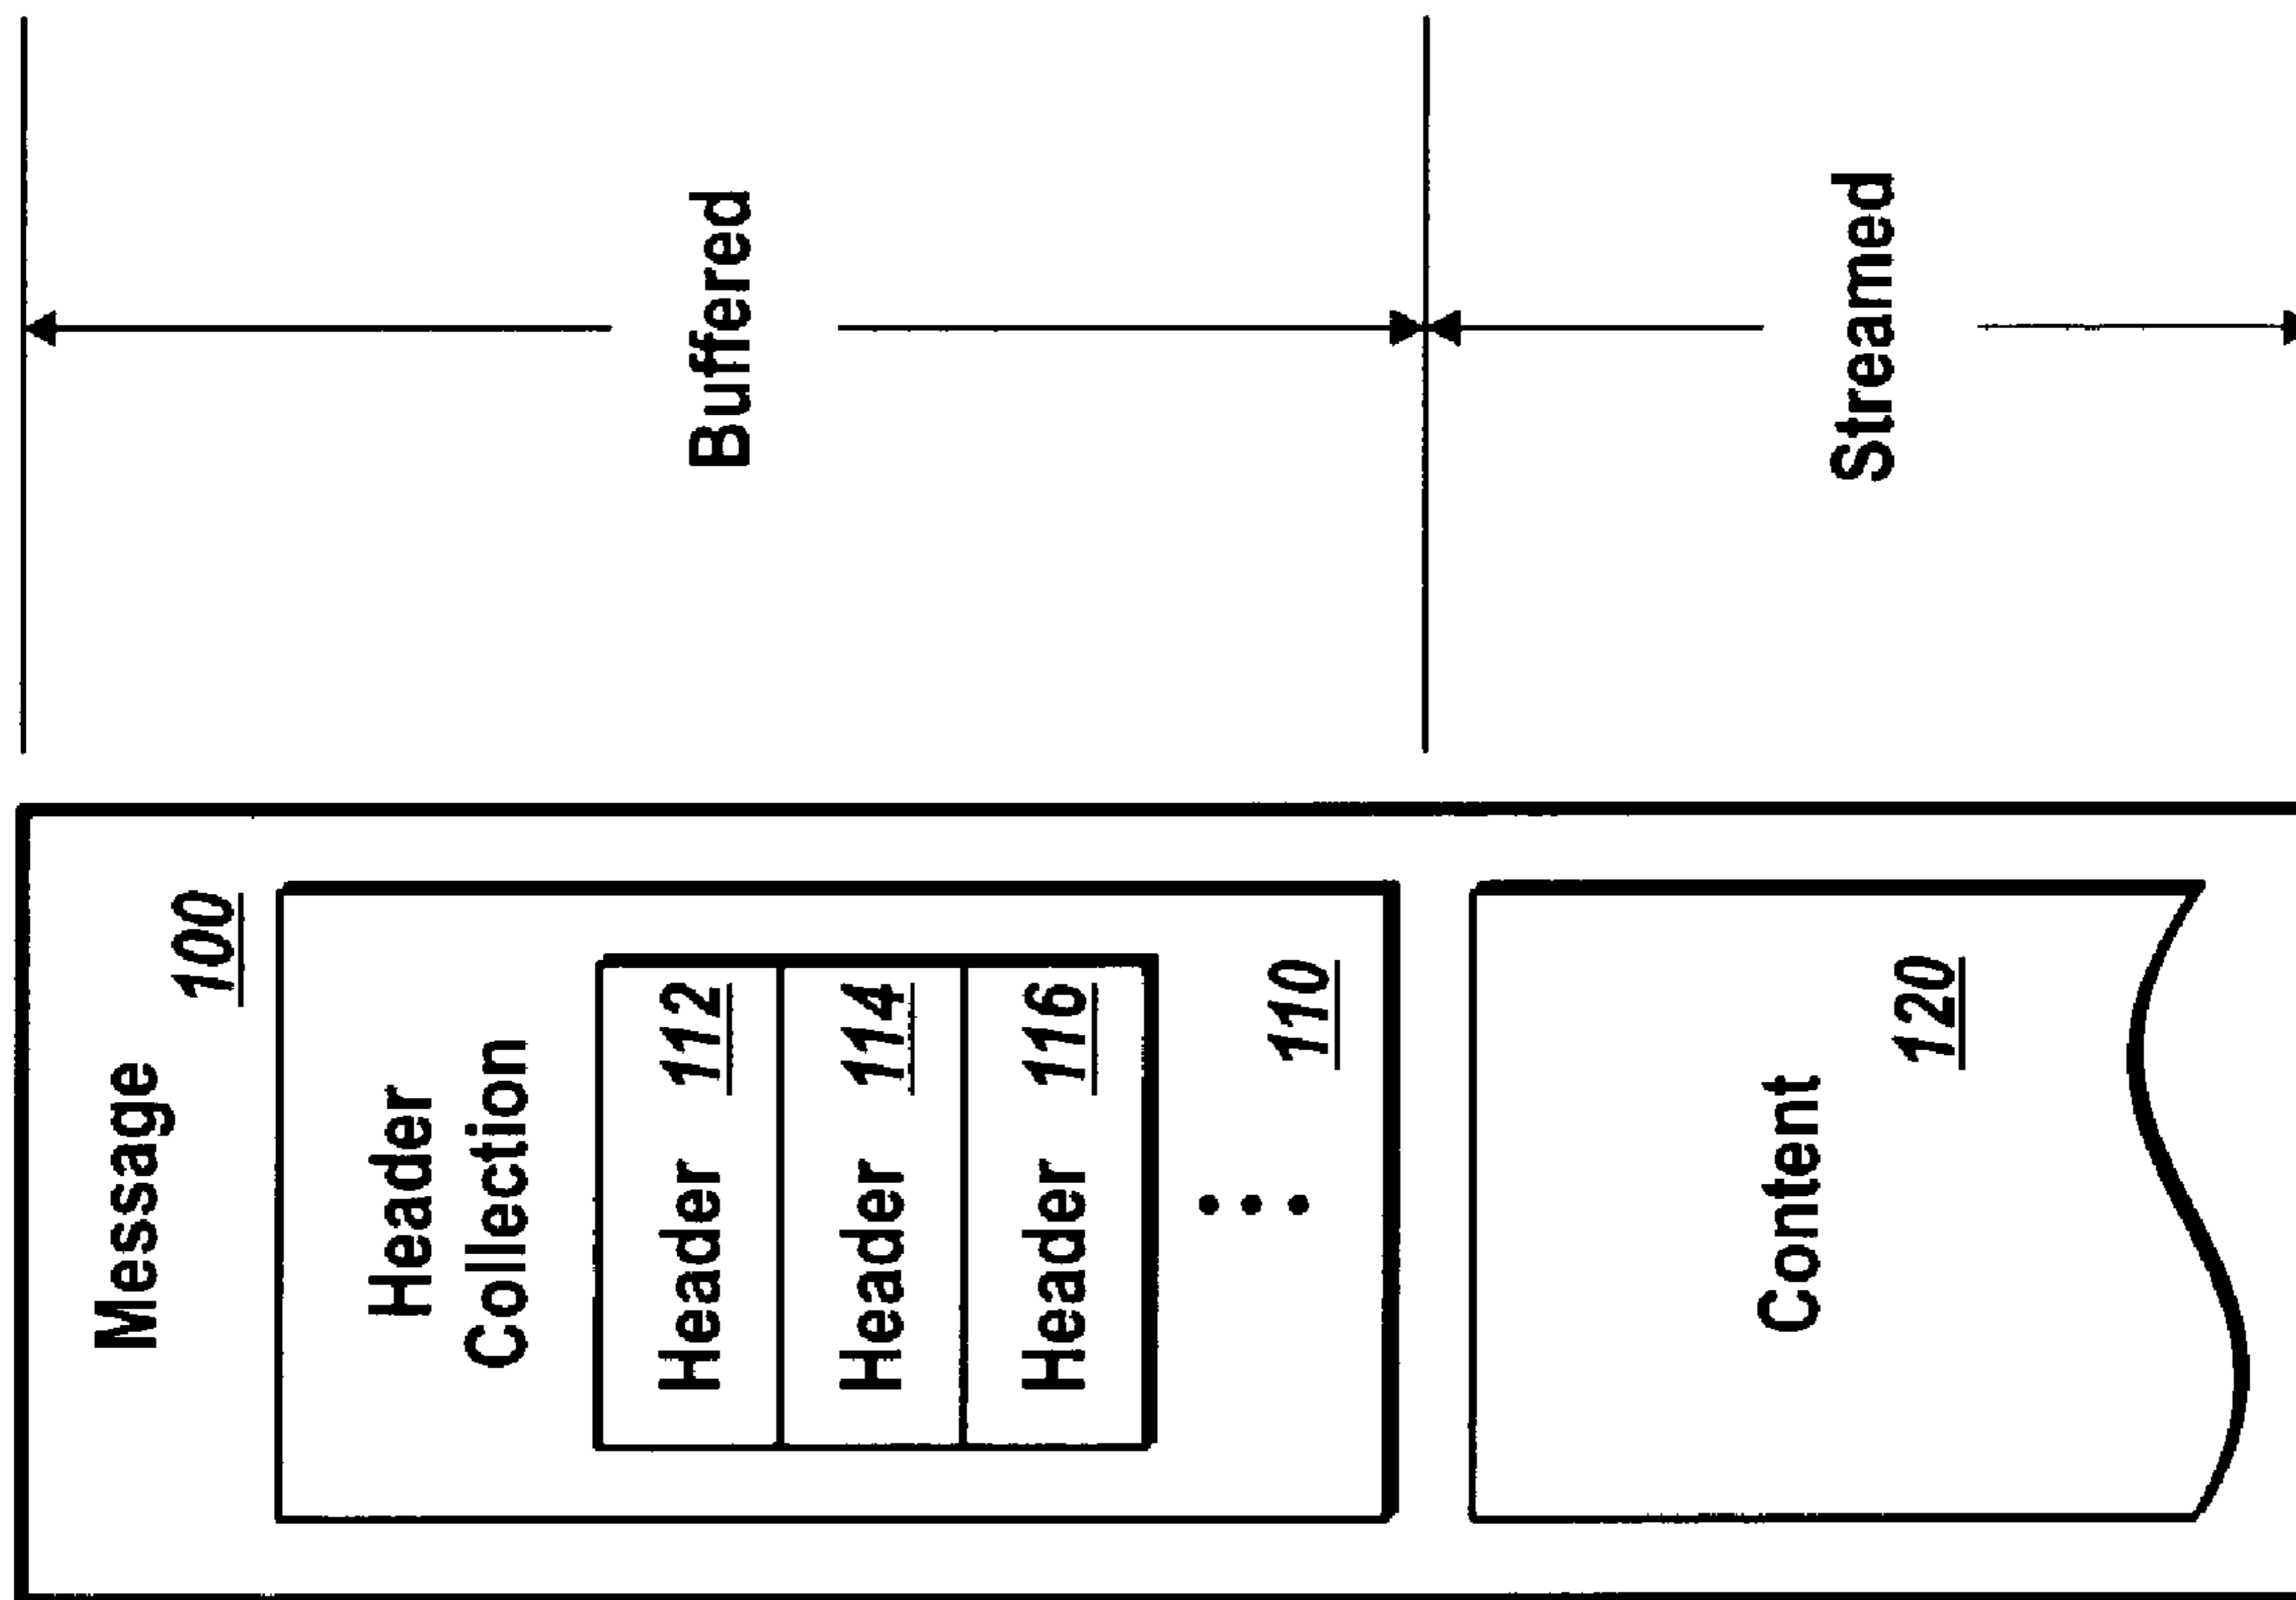 Message
100
Header
Collection
Header 112
Header 114
Header 116
110
Content
120
Buffered
Streamed